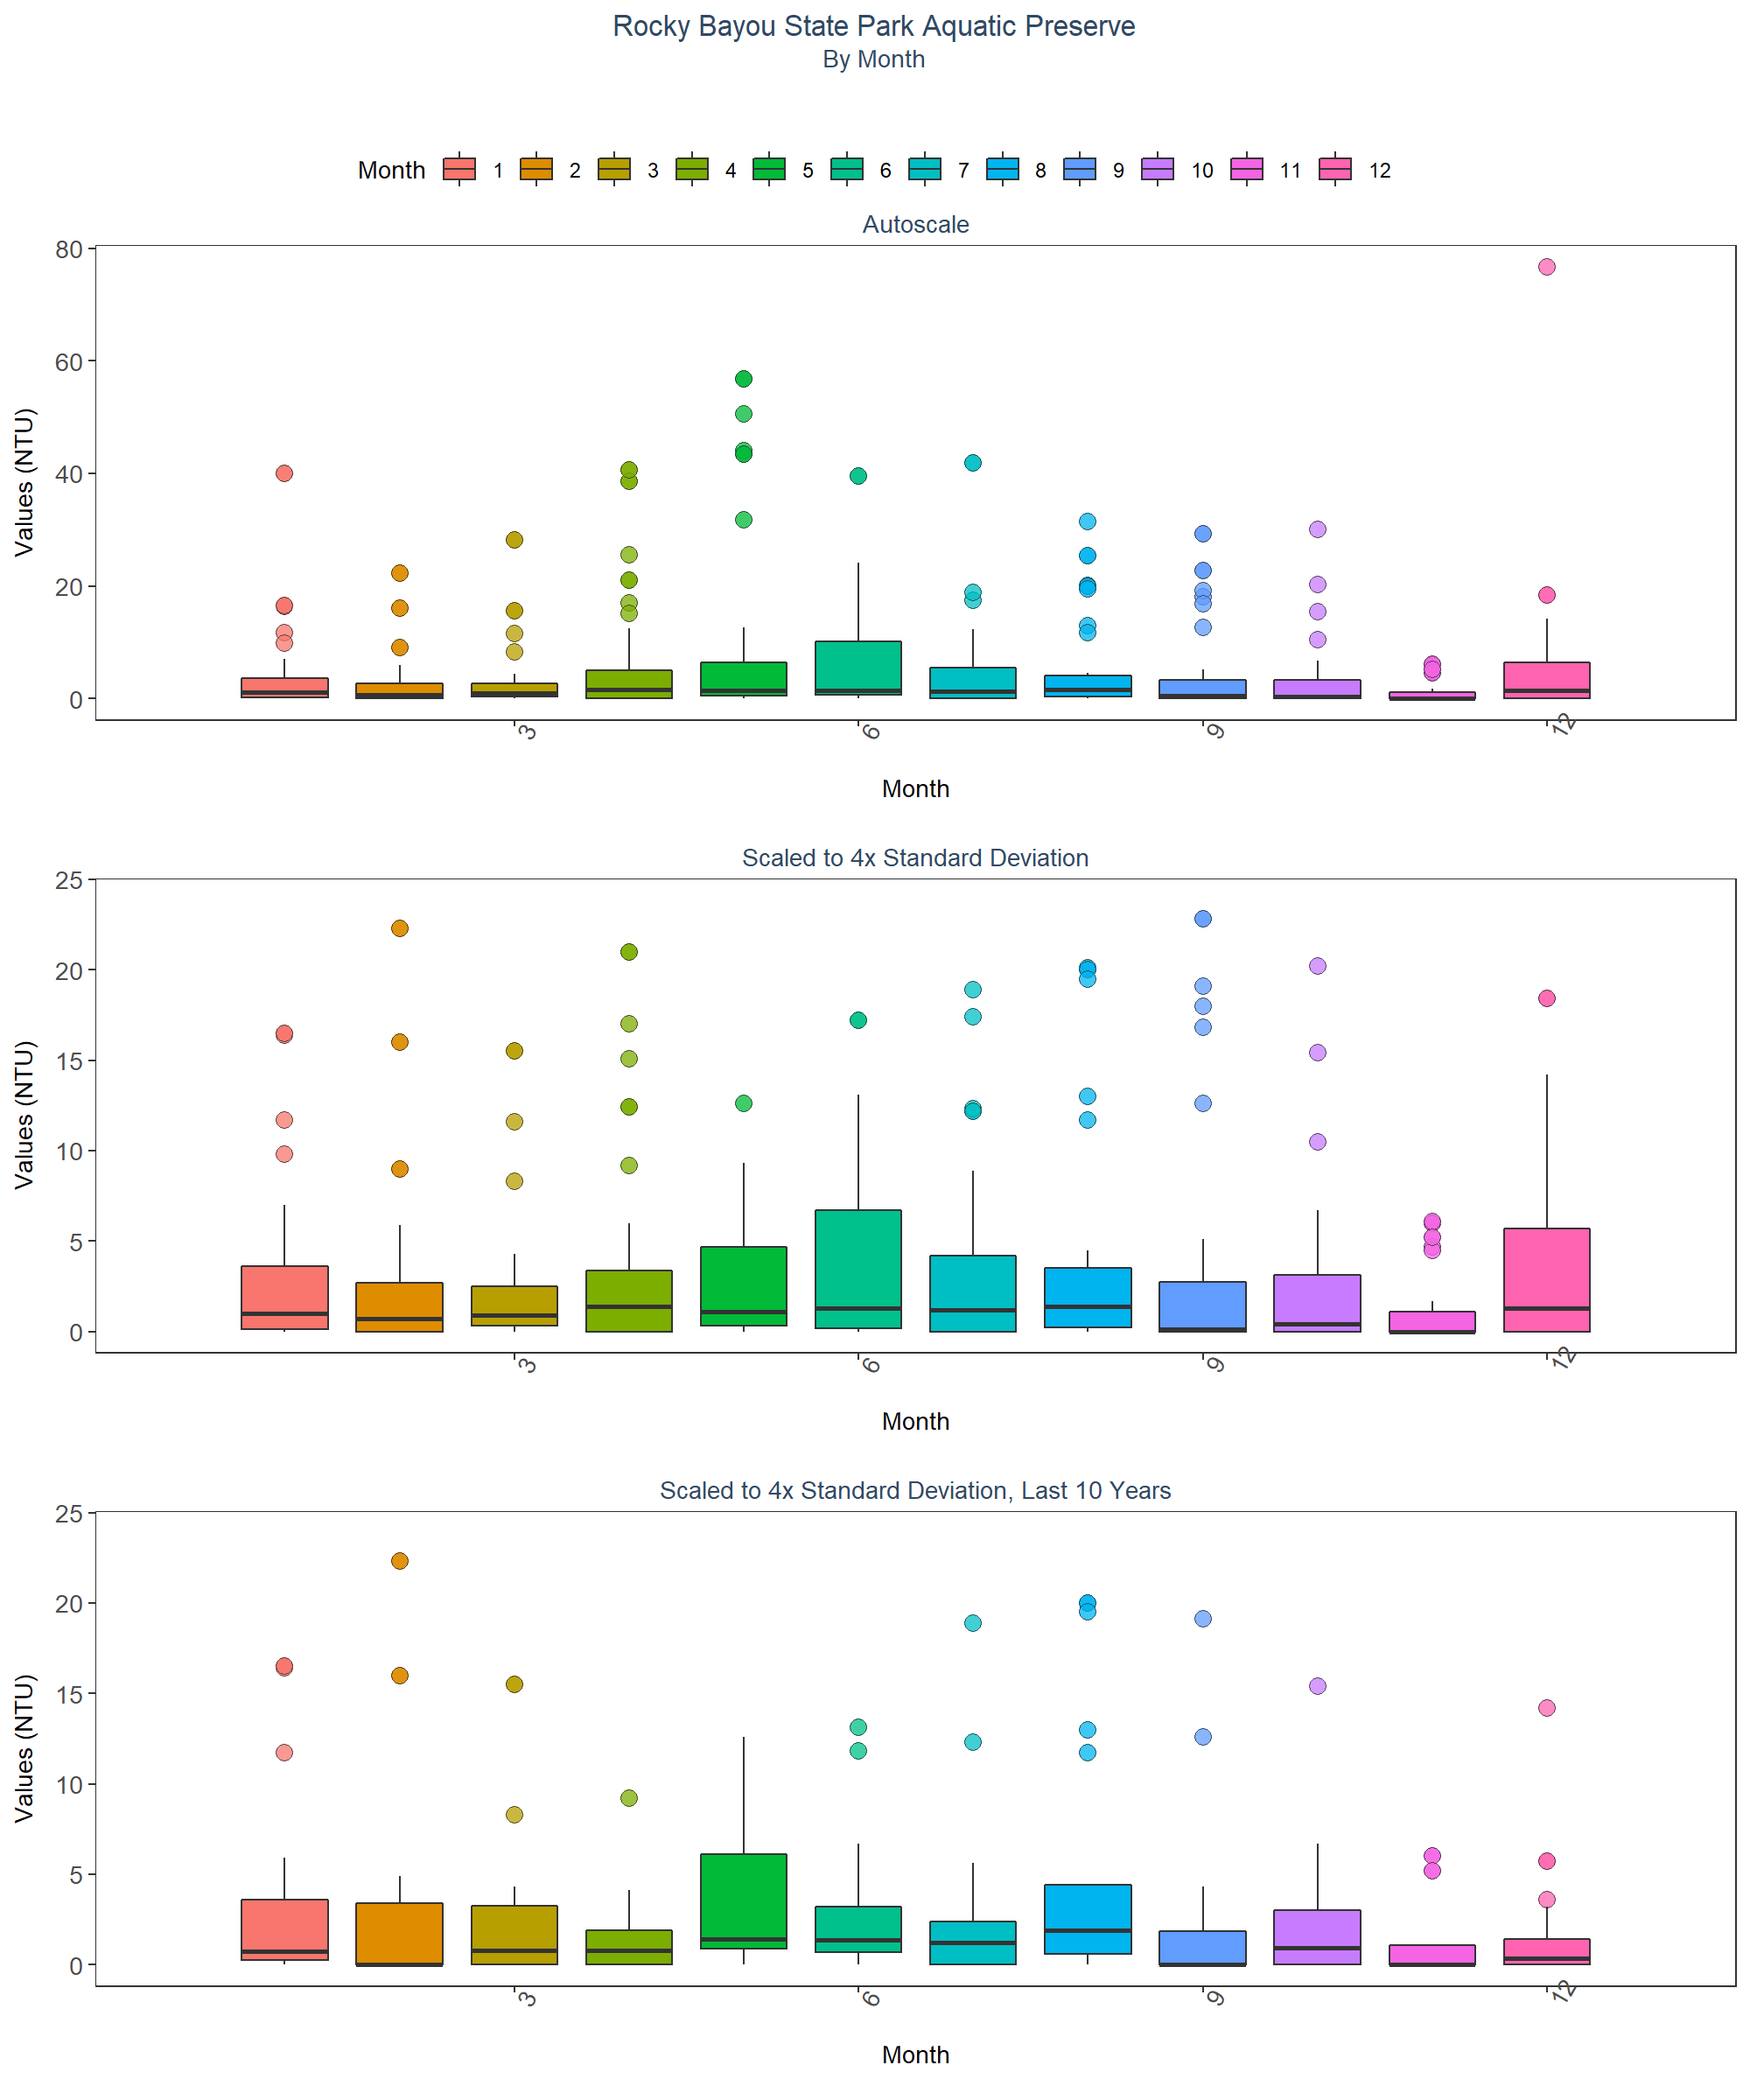 Rocky Bayou State Park Aquatic Preserve
By Month
Month 1 2 3 4 5 6 7 8 9 10 11 12
Autoscale
80
60
40
20
0
Values (NTU)
3 6 9 12
Month
Scaled to 4x Standard Deviation
25
20
15
10
5
0
Values (NTU)
3 6 9 12
Month
Scaled to 4x Standard Deviation, Last 10 Years
25
20
15
10
5
0
Values (NTU)
3 6 9 12
Month